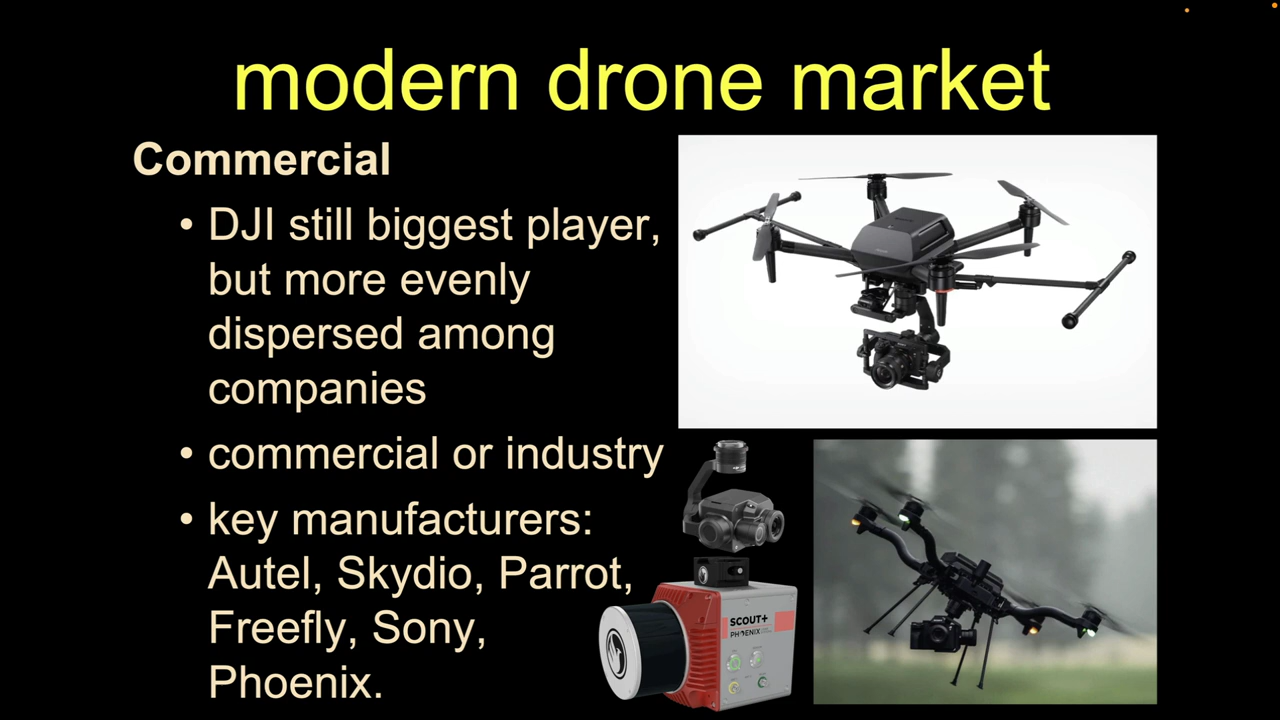 modern drone market
Commercial
• DJI still biggest player,
but more evenly
dispersed among
companies
• commercial or industry
• key manufacturers:
Autel, Skydio, Parrot,
Freefly, Sony,
Phoenix.
SCOUT+
PHOENIX